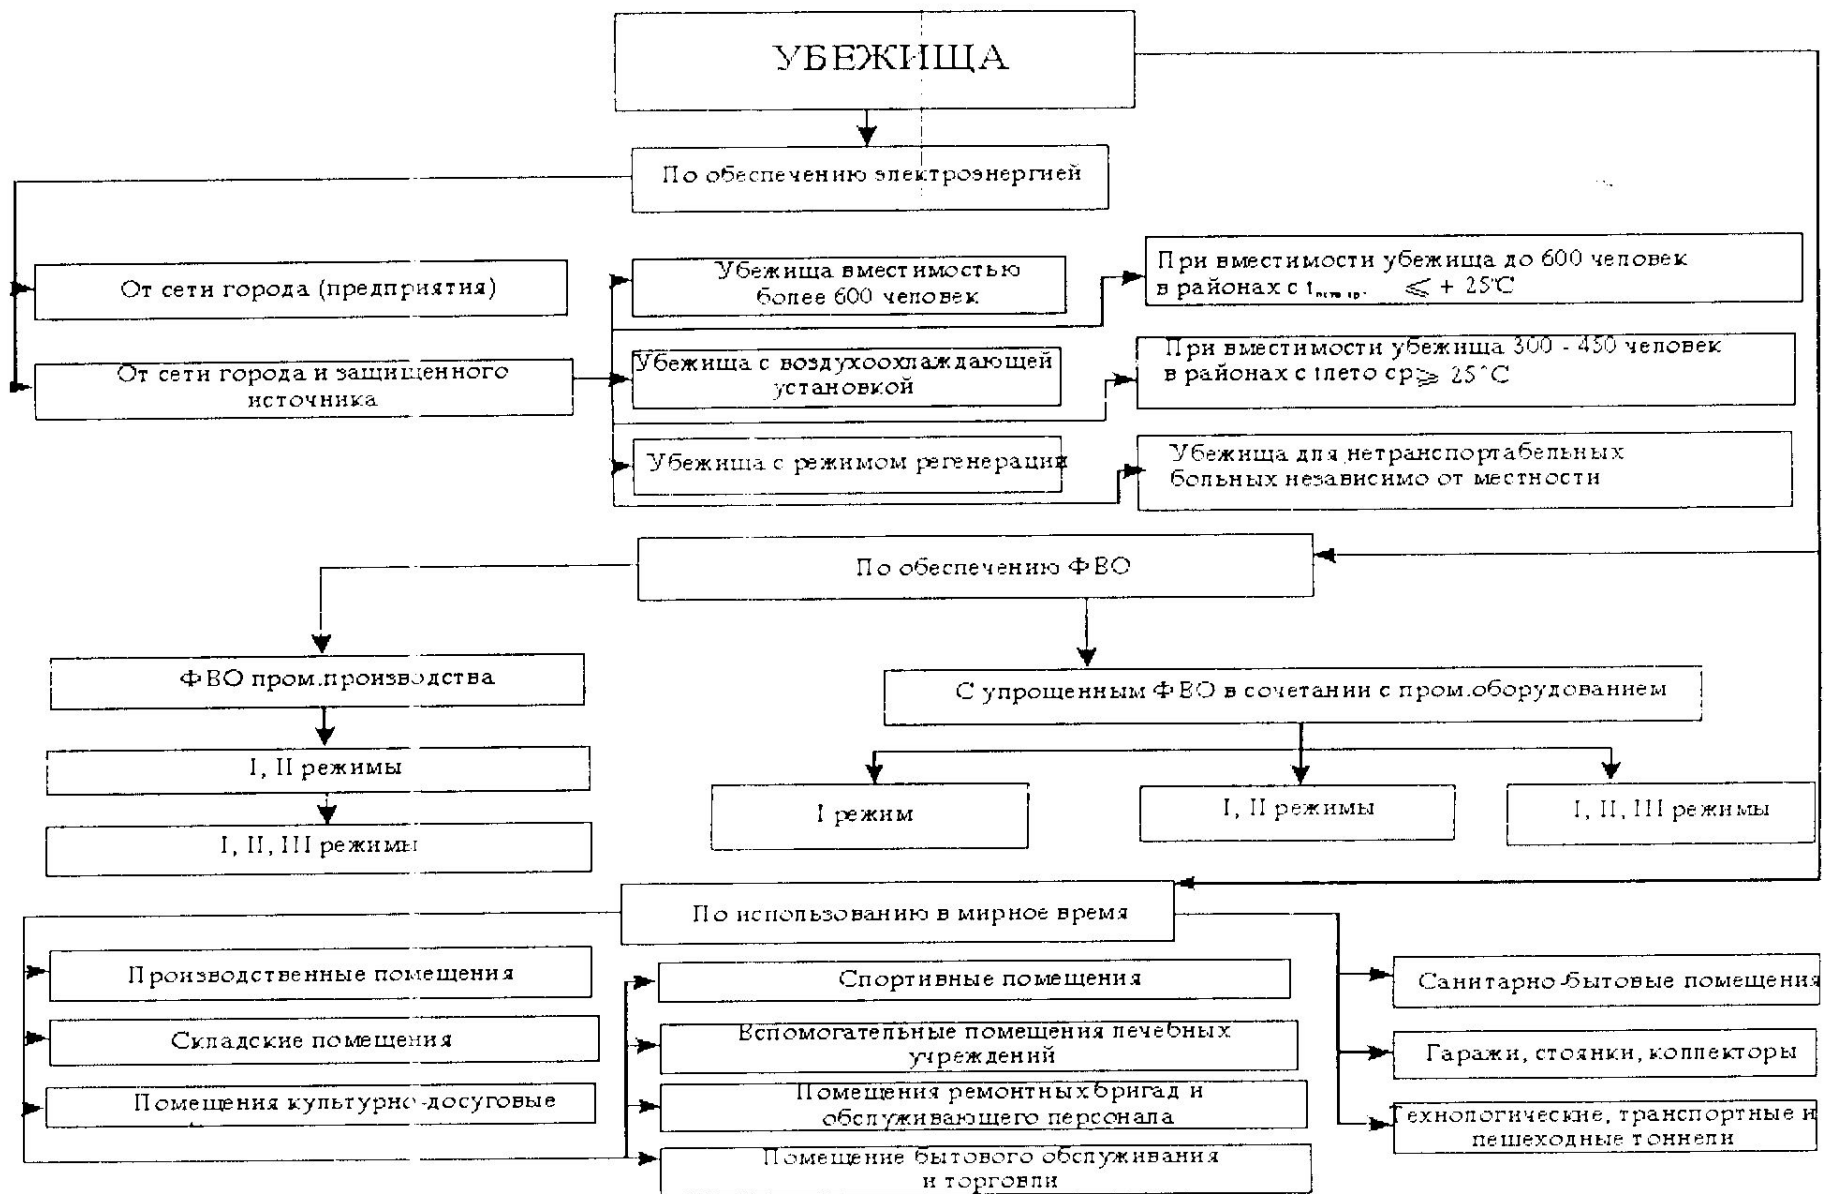 УБЕЖИЩА
По обеспечению электроэнергией
От сети города (предприятия)
От сети города и защищенного
источника
Убежища вместимостью
более 600 человек
Убежища с воздухоохлаждающей
установкой
Убежища с режимом регенерации
При вместимости убежища до 600 человек
в районах с t ⩽ + 25°C
При вместимости убежища 300 - 450 человек
в районах с tлето ср⩾ 25°C
Убежища для нетранспортабельных
больных независимо от местности
По обеспечению ФВО
ФВО пром.производства
I, II режимы
I, II, III режимы
С упрощенным ФВО в сочетании с пром.оборудованием
I режим
I, II режимы
I, II, III режимы
По использованию в мирное время
Производственные помещения
Складские помещения
Помещения культурно-досуговые
Спортивные помещения
Вспомогательные помещения лечебных
учреждений
Помещения ремонтных бригад и
обслуживающего персонала
Помещение бытового обслуживания
и торговли
Санитарно-бытовые помещения
Гаражи, стоянки, коллекторы
Технологические, транспортные и
пешеходные тоннели